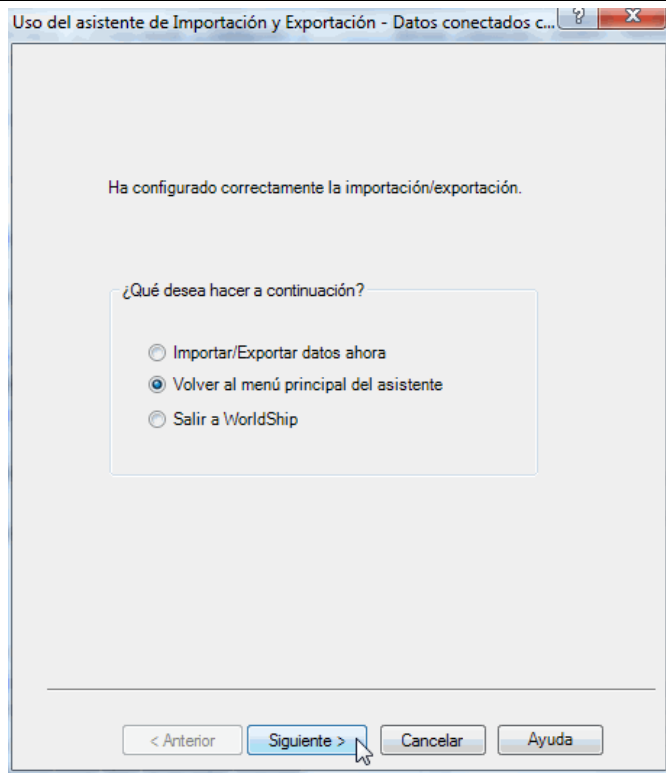 Uso del asistente de Importación y Exportación - Datos conectados c...
Ha configurado correctamente la importación/exportación.
¿Qué desea hacer a continuación?
Importar/Exportar datos ahora
Volver al menú principal del asistente
Salir a WorldShip
< Anterior Siguiente > Cancelar Ayuda